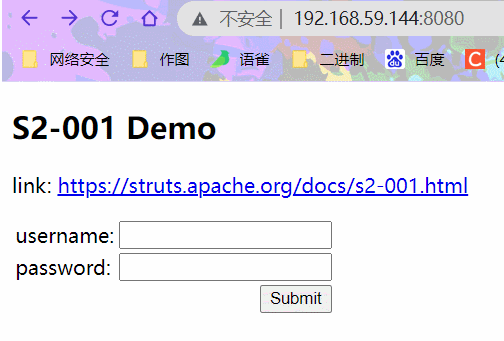 不安全 | 192.168.59.144:8080
网络安全 作图 语雀 二进制 百度 C (4
S2-001 Demo
link: https://struts.apache.org/docs/s2-001.html
username:
password:
Submit